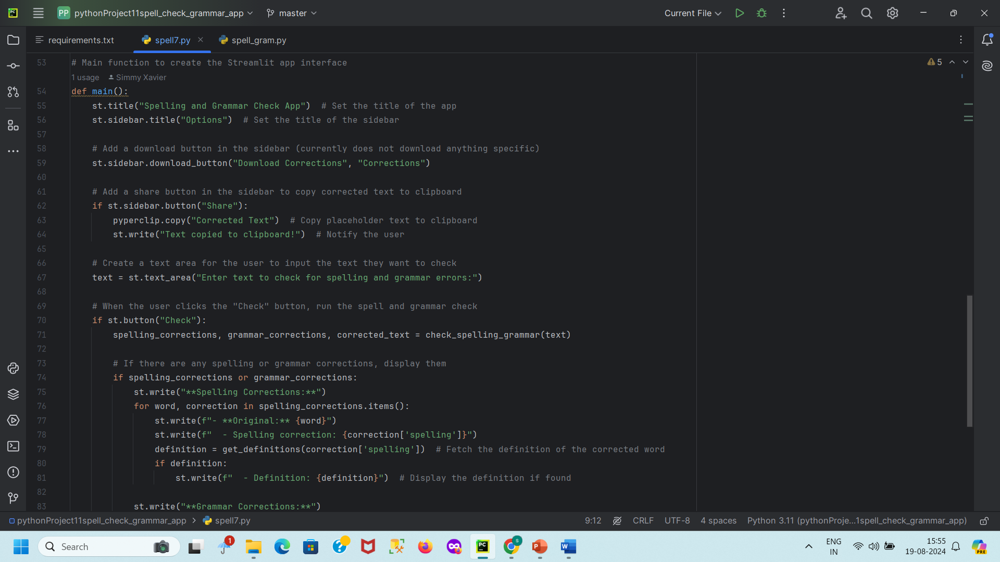 PP pythonProject11spell_check_grammar_app master Current File
requirements.txt spell7.py spell_gram.py
53 # Main function to create the Streamlit app interface 5
1 usage Simmy Xavier
54 def main():
55 st.title("Spelling and Grammar Check App") # Set the title of the app
56 st.sidebar.title("Options") # Set the title of the sidebar
57
58 # Add a download button in the sidebar (currently does not download anything specific)
59 st.sidebar.download_button("Download Corrections", "Corrections")
60
61 # Add a share button in the sidebar to copy corrected text to clipboard
62 if st.sidebar.button("Share"):
63 pyperclip.copy("Corrected Text") # Copy placeholder text to clipboard
64 st.write("Text copied to clipboard!") # Notify the user
65
66 # Create a text area for the user to input the text they want to check
67 text = st.text_area("Enter text to check for spelling and grammar errors:")
68
69 # When the user clicks the "Check" button, run the spell and grammar check
70 if st.button("Check"):
71 spelling_corrections, grammar_corrections, corrected_text = check_spelling_grammar(text)
72
73 # If there are any spelling or grammar corrections, display them
74 if spelling_corrections or grammar_corrections:
75 st.write("**Spelling Corrections:**")
76 for word, correction in spelling_corrections.items():
77 st.write(f"- **Original:** {word}")
78 st.write(f"  - Spelling correction: {correction['spelling']}")
79 definition = get_definitions(correction['spelling']) # Fetch the definition of the corrected word
80 if definition:
81 st.write(f"  - Definition: {definition}") # Display the definition if found
82
83 st.write("**Grammar Corrections:**")
pythonProject11spell_check_grammar_app > spell7.py 9:12 CRLF UTF-8 4 spaces Python 3.11 (pythonProje...1spell_check_grammar_app)
Search 1 PC S P W ENG 15:55
IN 19-08-2024 PRE